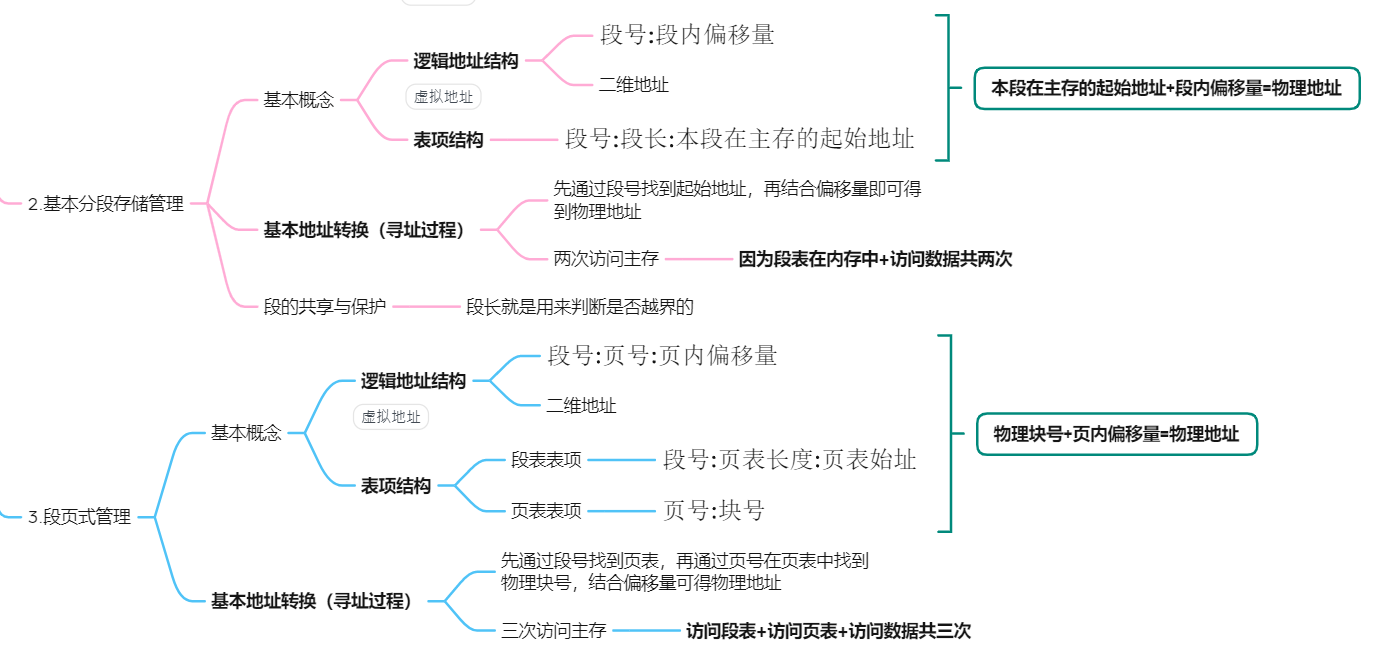 2.基本分段存储管理
基本概念
逻辑地址结构
虚拟地址
段号:段内偏移量
二维地址
表项结构
段号:段长:本段在主存的起始地址
本段在主存的起始地址+段内偏移量=物理地址
基本地址转换（寻址过程）
先通过段号找到起始地址，再结合偏移量即可得
到物理地址
两次访问主存
因为段表在内存中+访问数据共两次
段的共享与保护
段长就是用来判断是否越界的
3.段页式管理
基本概念
逻辑地址结构
虚拟地址
段号:页号:页内偏移量
二维地址
表项结构
段表表项
段号:页表长度:页表始址
页表表项
页号:块号
物理块号+页内偏移量=物理地址
基本地址转换（寻址过程）
先通过段号找到页表，再通过页号在页表中找到
物理块号，结合偏移量可得物理地址
三次访问主存
访问段表+访问页表+访问数据共三次